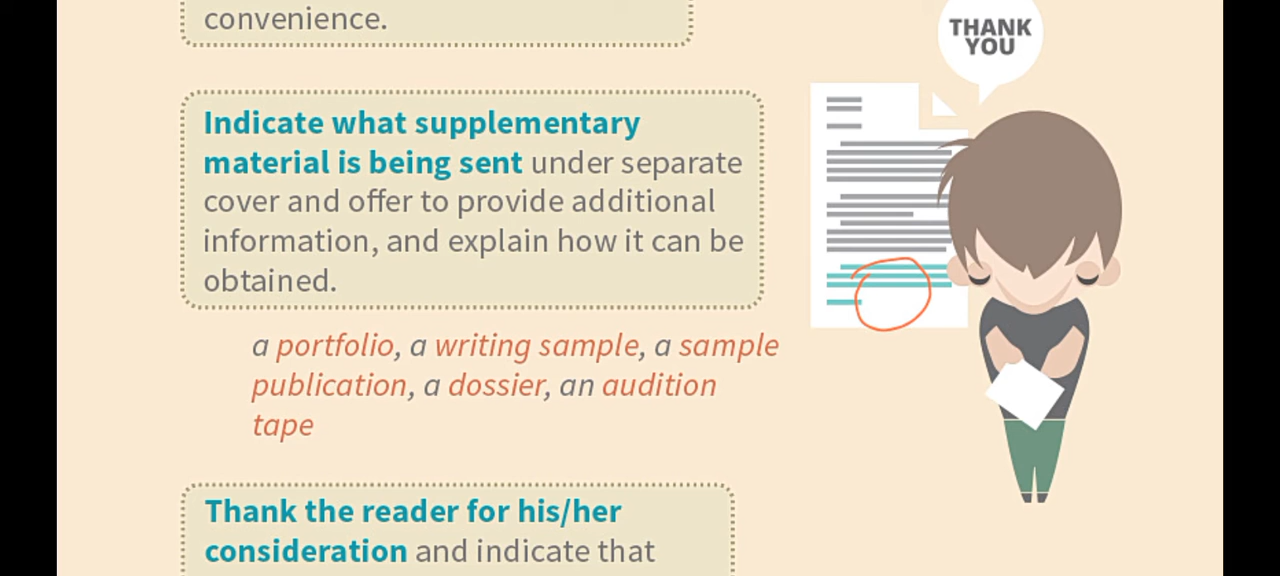 convenience.
THANK
YOU
Indicate what supplementary
material is being sent under separate
cover and offer to provide additional
information, and explain how it can be
obtained.
a portfolio, a writing sample, a sample
publication, a dossier, an audition
tape
Thank the reader for his/her
consideration and indicate that